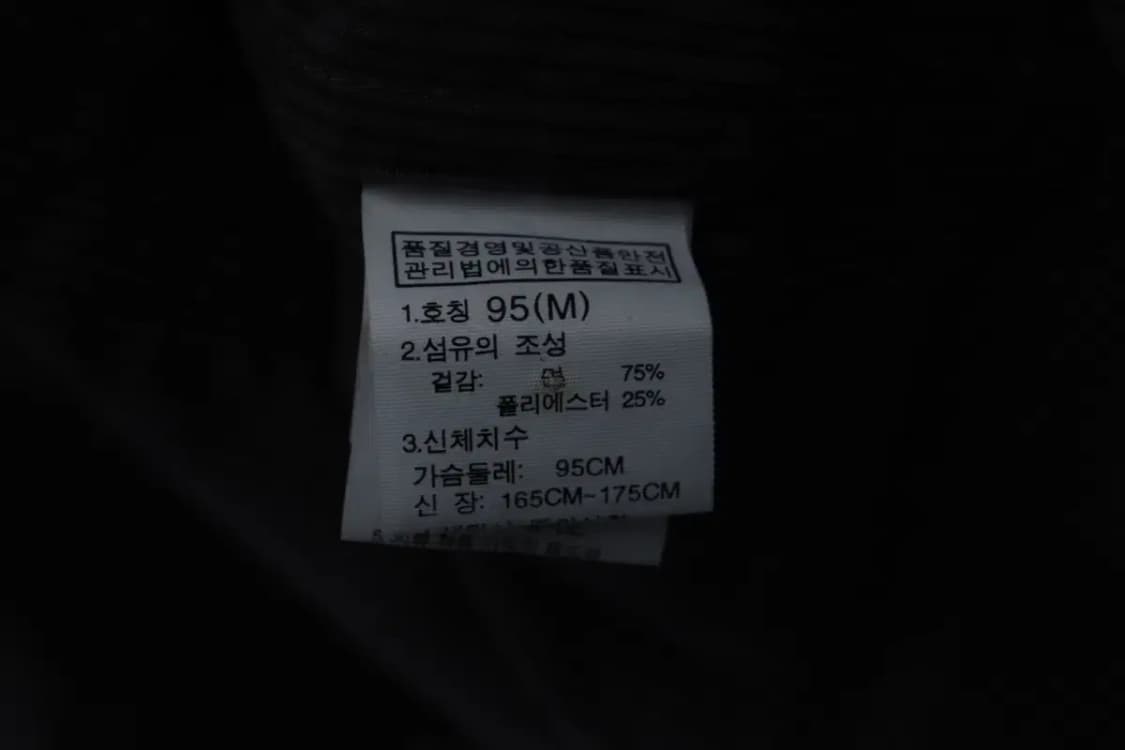 품질경영및공산품안전
관리법에의한품질표시
1.호칭 95(M)
2.섬유의 조성
겉감: 면 75%
폴리에스터 25%
3.신체치수
가슴둘레: 95CM
신 장: 165CM~175CM